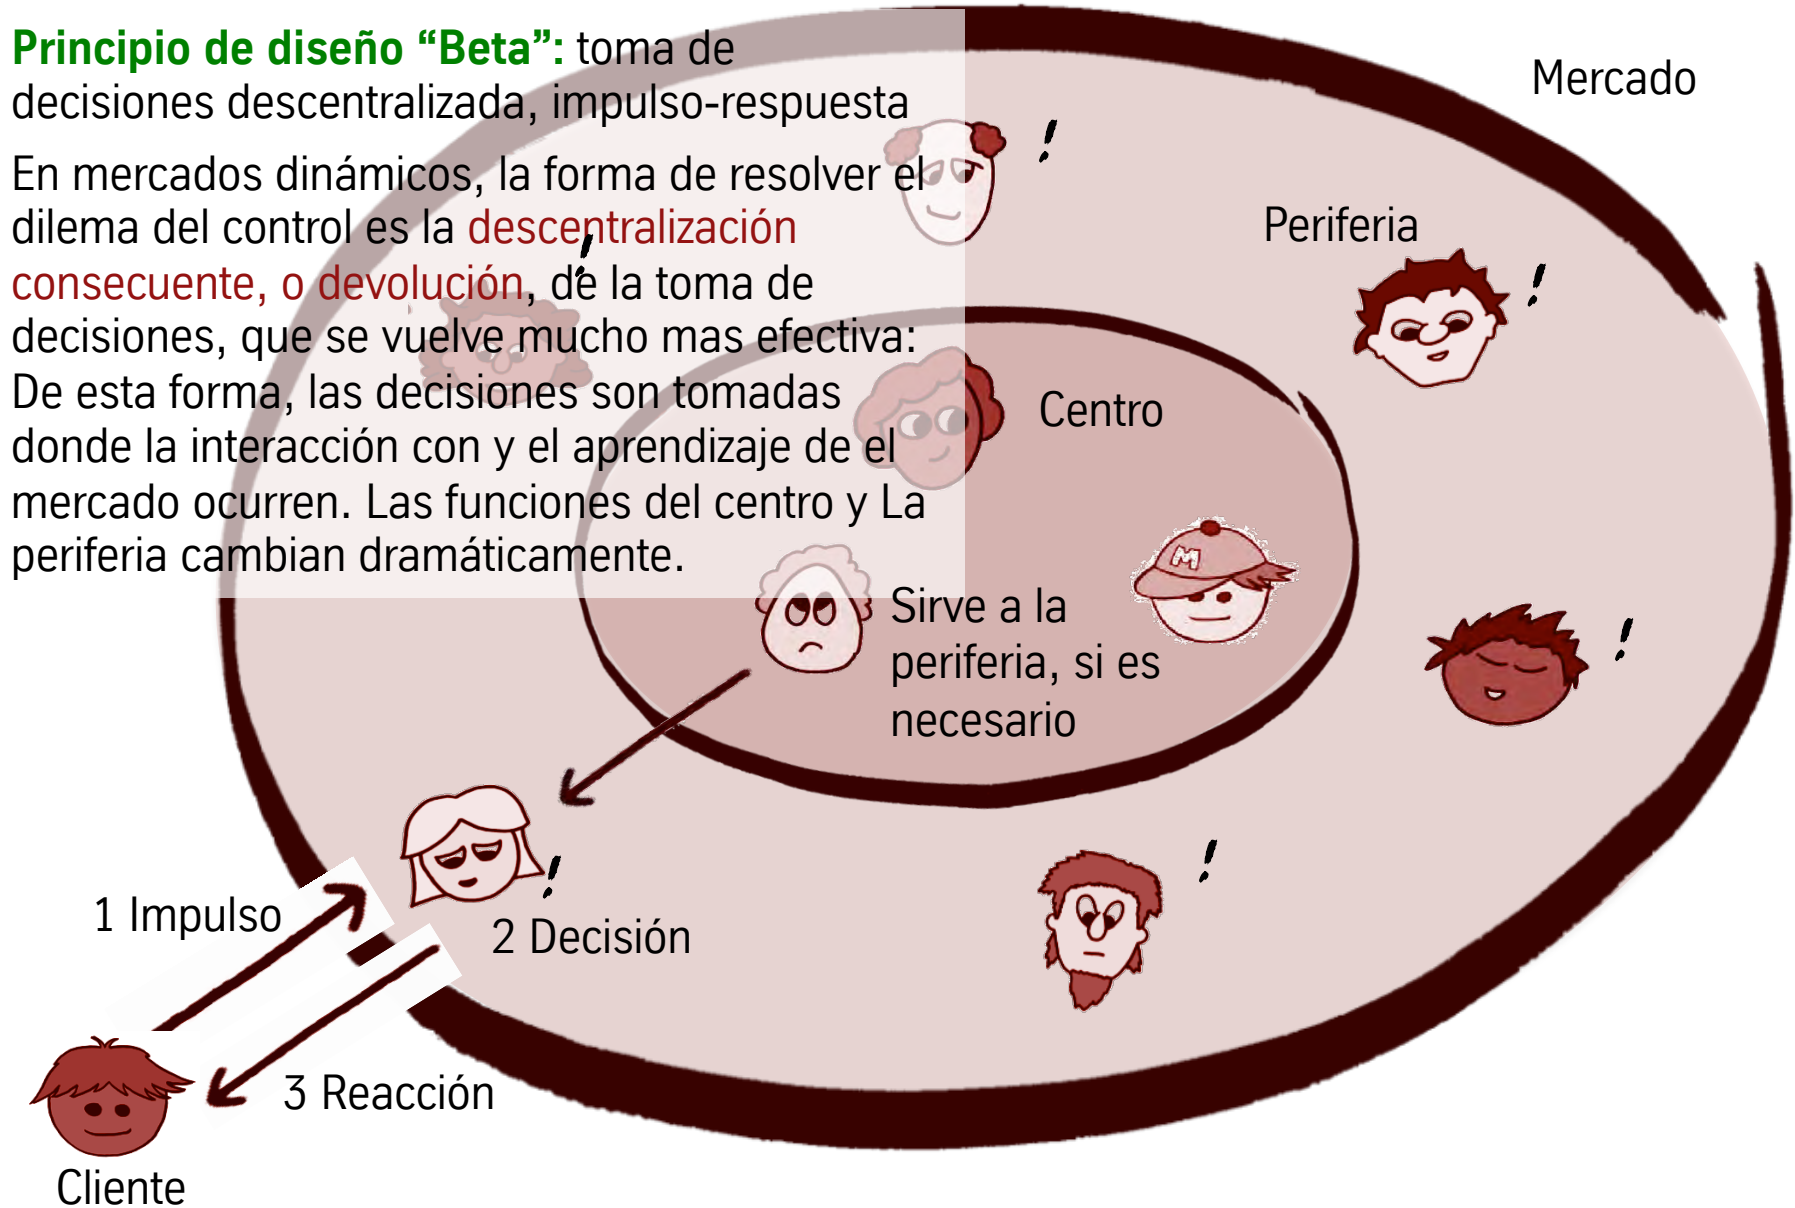 Principio de diseño “Beta”: toma de
decisiones descentralizada, impulso-respuesta
En mercados dinámicos, la forma de resolver el
dilema del control es la descentralización
consecuente, o devolución, de la toma de
decisiones, que se vuelve mucho mas efectiva:
De esta forma, las decisiones son tomadas
donde la interacción con y el aprendizaje de el
mercado ocurren. Las funciones del centro y La
periferia cambian dramáticamente.
Mercado
!
Periferia
!
!
Centro
M
Sirve a la
periferia, si es
necesario
!
!
!
1 Impulso
2 Decisión
3 Reacción
Cliente